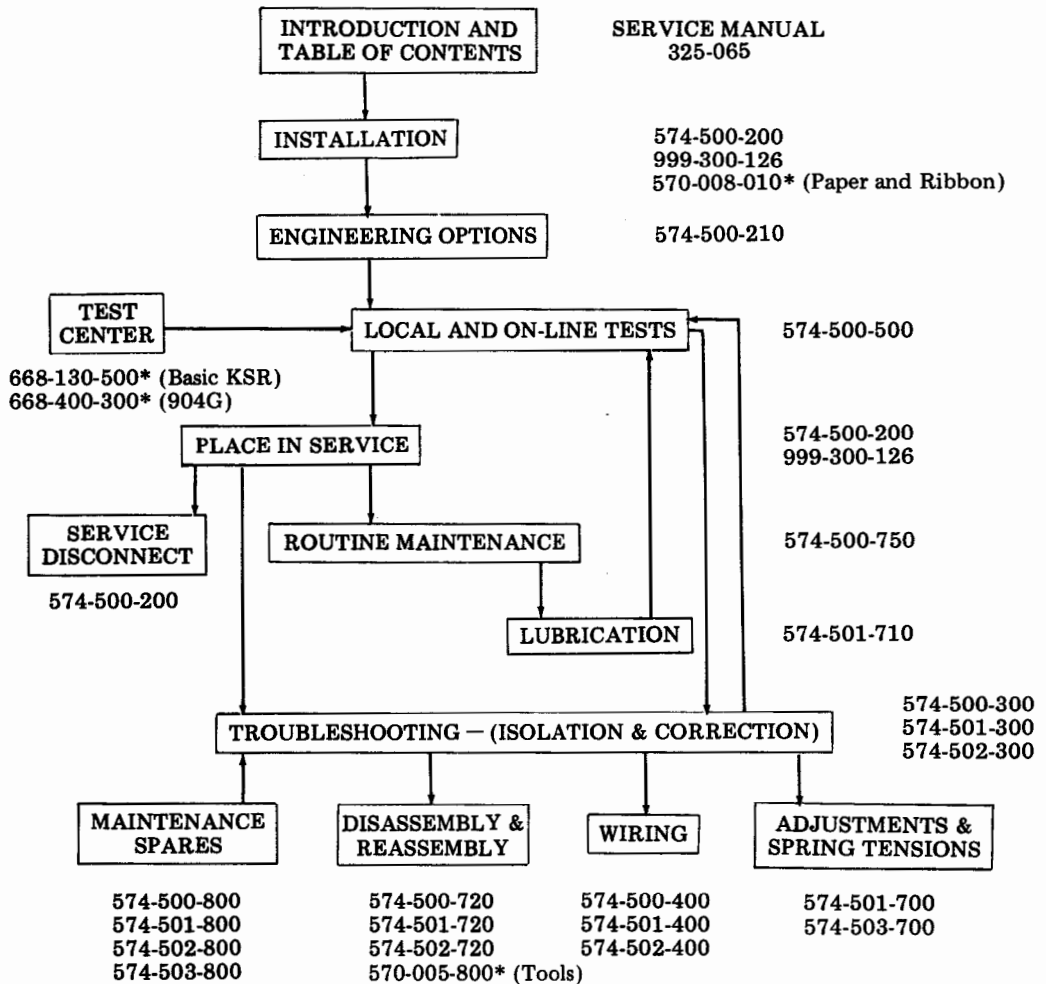 INTRODUCTION AND
TABLE OF CONTENTS
SERVICE MANUAL
325-065
INSTALLATION
574-500-200
999-300-126
570-008-010* (Paper and Ribbon)
ENGINEERING OPTIONS
574-500-210
TEST
CENTER
LOCAL AND ON-LINE TESTS
574-500-500
668-130-500* (Basic KSR)
668-400-300* (904G)
PLACE IN SERVICE
574-500-200
999-300-126
SERVICE
DISCONNECT
574-500-200
ROUTINE MAINTENANCE
574-500-750
LUBRICATION
574-501-710
TROUBLESHOOTING — (ISOLATION & CORRECTION)
574-500-300
574-501-300
574-502-300
MAINTENANCE
SPARES
574-500-800
574-501-800
574-502-800
574-503-800
DISASSEMBLY &
REASSEMBLY
574-500-720
574-501-720
574-502-720
570-005-800* (Tools)
WIRING
574-500-400
574-501-400
574-502-400
ADJUSTMENTS &
SPRING TENSIONS
574-501-700
574-503-700